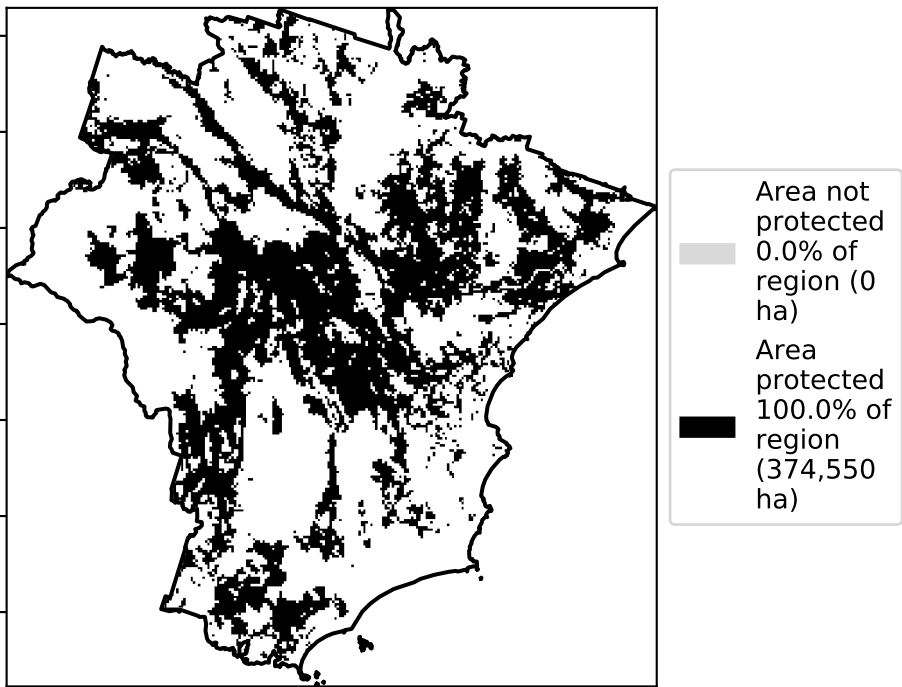 Area not
protected
0.0% of
region (0
ha)
Area
protected
100.0% of
region
(374,550
ha)